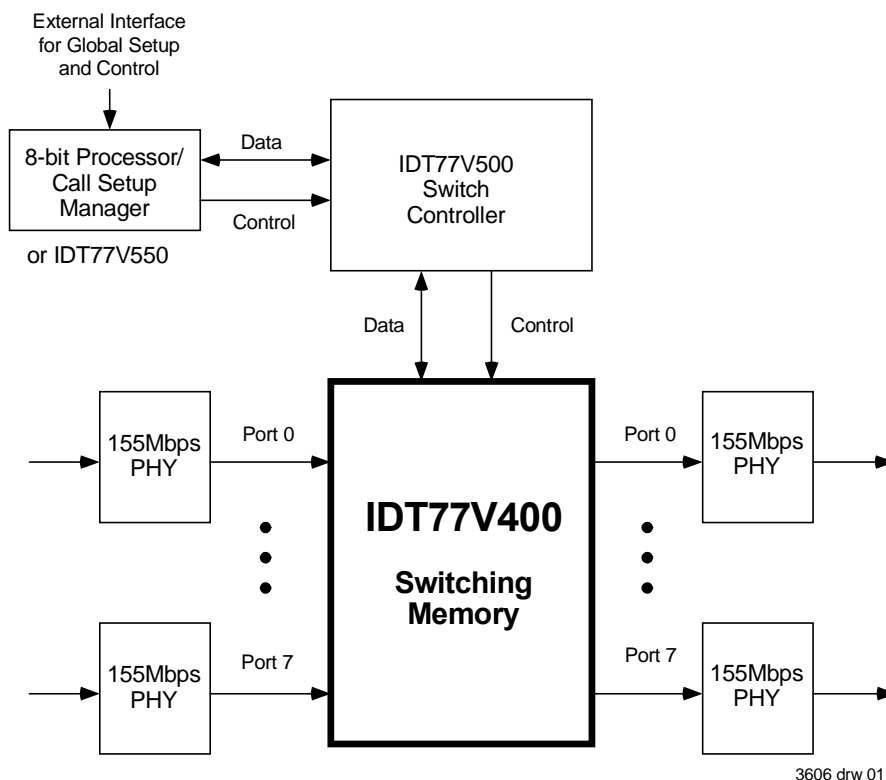 External Interface
for Global Setup
and Control
8-bit Processor/
Call Setup
Manager
or IDT77V550
Data
Control
IDT77V500
Switch
Controller
Data
Control
155Mbps
PHY
Port 0
IDT77V400
Switching
Memory
Port 0
155Mbps
PHY
155Mbps
PHY
Port 7
Port 7
155Mbps
PHY
3606 drw 01